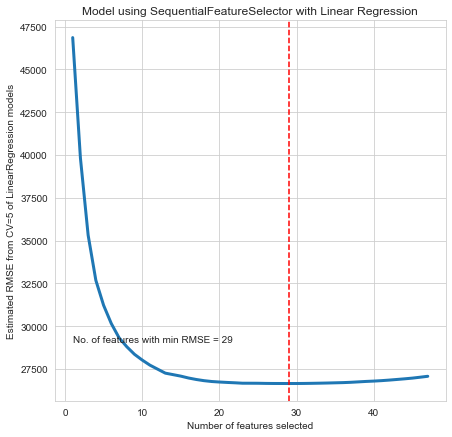 Model using SequentialFeatureSelector with Linear Regression
47500
45000
42500
40000
37500
35000
32500
30000
27500
Estimated RMSE from CV=5 of LinearRegression models
No. of features with min RMSE = 29
0 10 20 30 40
Number of features selected